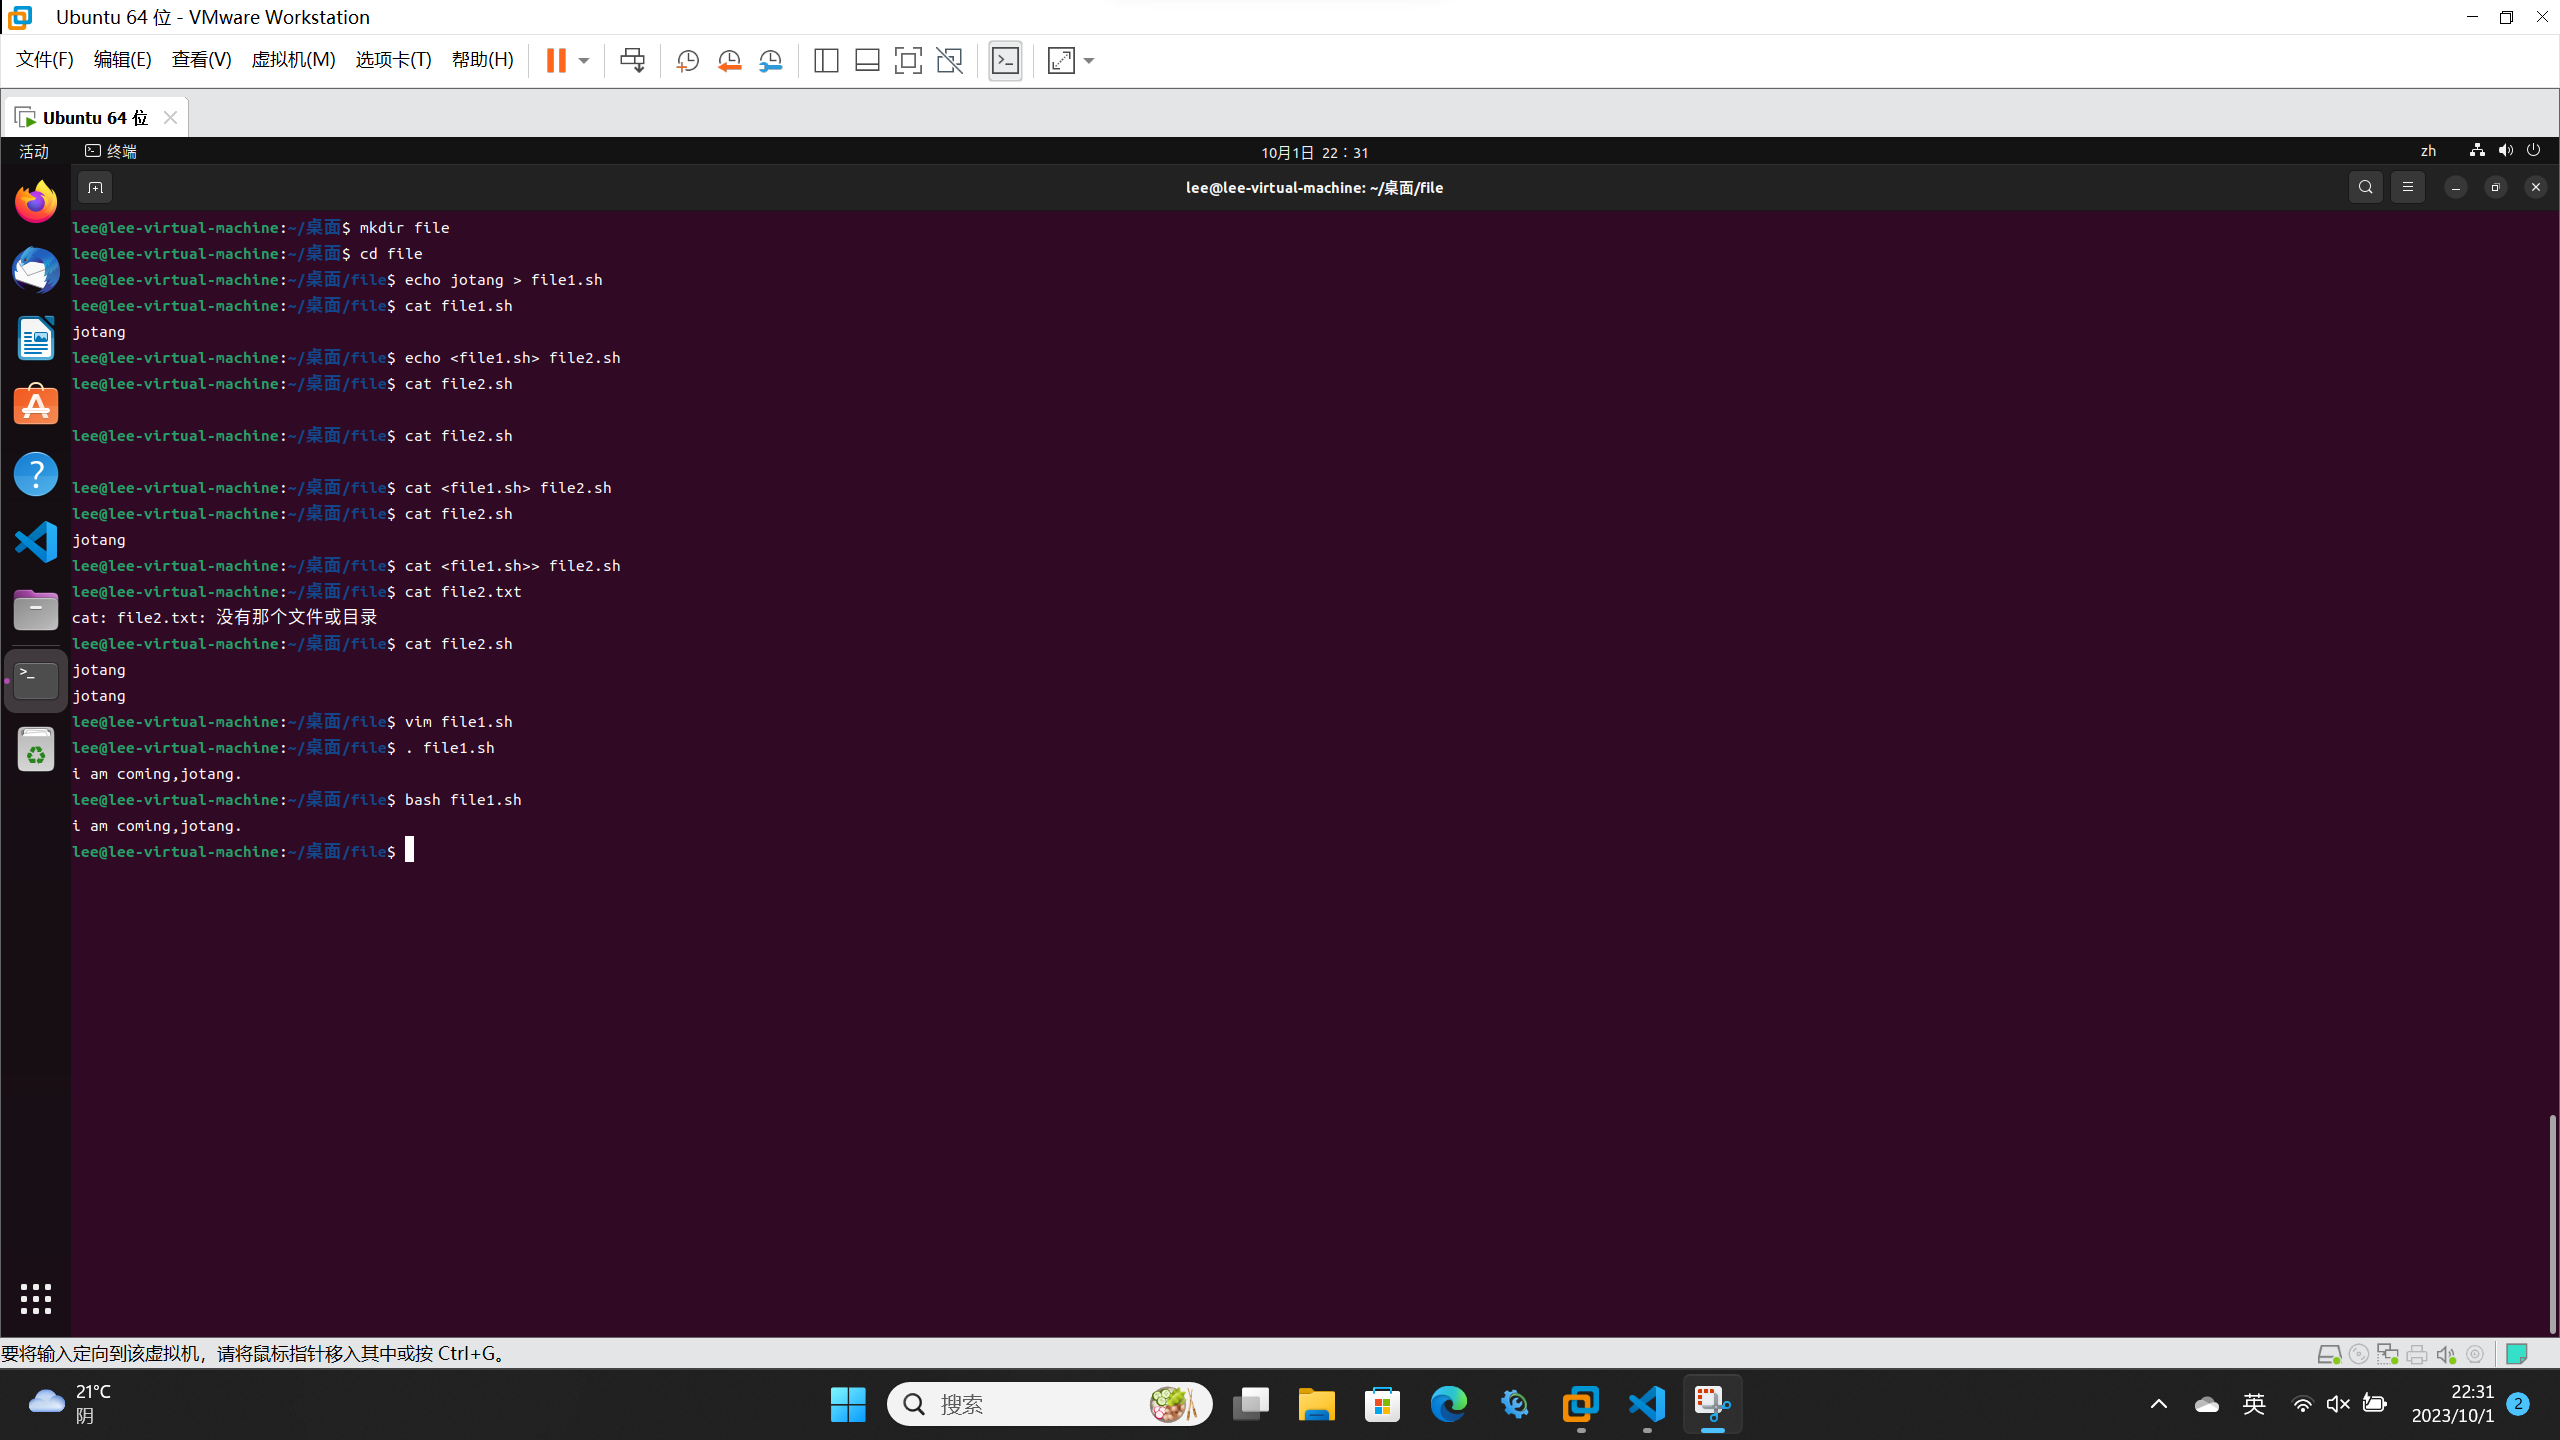 Ubuntu 64 位 - VMware Workstation
文件(F) 编辑(E) 查看(V) 虚拟机(M) 选项卡(T) 帮助(H)
Ubuntu 64 位
活动 终端 10月1日 22：31 zh
lee@lee-virtual-machine: ~/桌面/file
lee@lee-virtual-machine:~/桌面$ mkdir file
lee@lee-virtual-machine:~/桌面$ cd file
lee@lee-virtual-machine:~/桌面/file$ echo jotang > file1.sh
lee@lee-virtual-machine:~/桌面/file$ cat file1.sh
jotang
lee@lee-virtual-machine:~/桌面/file$ echo <file1.sh> file2.sh
lee@lee-virtual-machine:~/桌面/file$ cat file2.sh
lee@lee-virtual-machine:~/桌面/file$ cat file2.sh
lee@lee-virtual-machine:~/桌面/file$ cat <file1.sh> file2.sh
lee@lee-virtual-machine:~/桌面/file$ cat file2.sh
jotang
lee@lee-virtual-machine:~/桌面/file$ cat <file1.sh>> file2.sh
lee@lee-virtual-machine:~/桌面/file$ cat file2.txt
cat: file2.txt: 没有那个文件或目录
lee@lee-virtual-machine:~/桌面/file$ cat file2.sh
jotang
jotang
lee@lee-virtual-machine:~/桌面/file$ vim file1.sh
lee@lee-virtual-machine:~/桌面/file$ . file1.sh
i am coming,jotang.
lee@lee-virtual-machine:~/桌面/file$ bash file1.sh
i am coming,jotang.
lee@lee-virtual-machine:~/桌面/file$
要将输入定向到该虚拟机，请将鼠标指针移入其中或按 Ctrl+G。
21°C
阴
搜索
英
22:31
2023/10/1
2